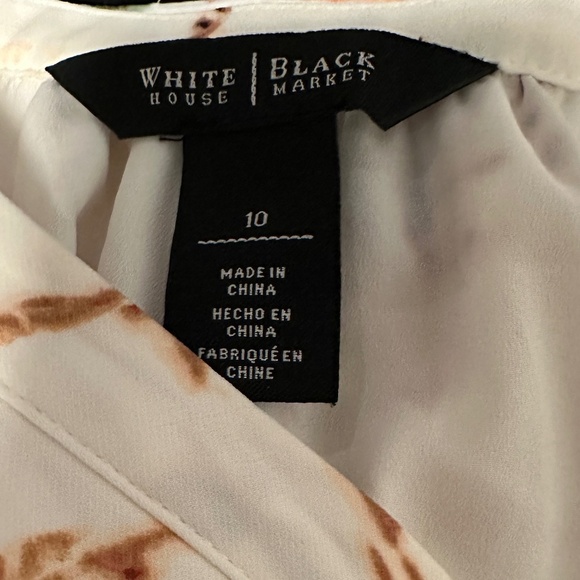 WHITE HOUSE | BLACK MARKET
10
MADE IN
CHINA
HECHO EN
CHINA
FABRIQUÉ EN
CHINE